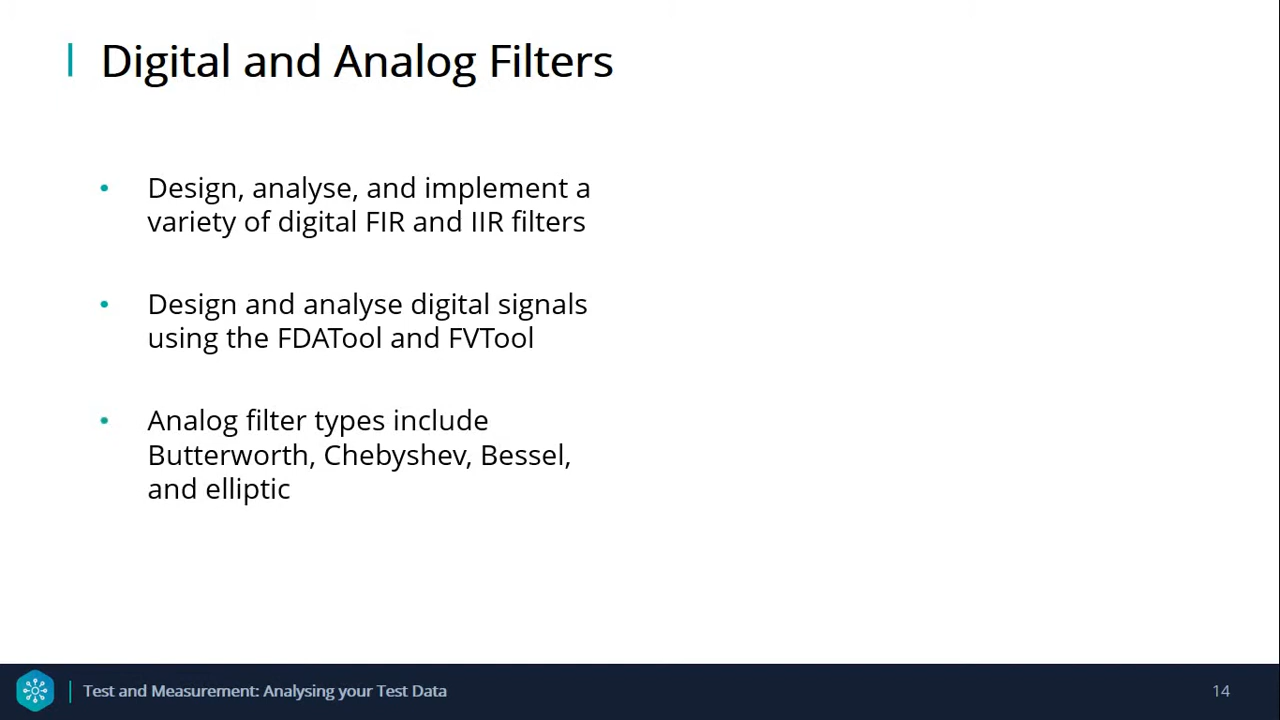 Digital and Analog Filters
• Design, analyse, and implement a
variety of digital FIR and IIR filters
• Design and analyse digital signals
using the FDATool and FVTool
• Analog filter types include
Butterworth, Chebyshev, Bessel,
and elliptic
Test and Measurement: Analysing your Test Data
14